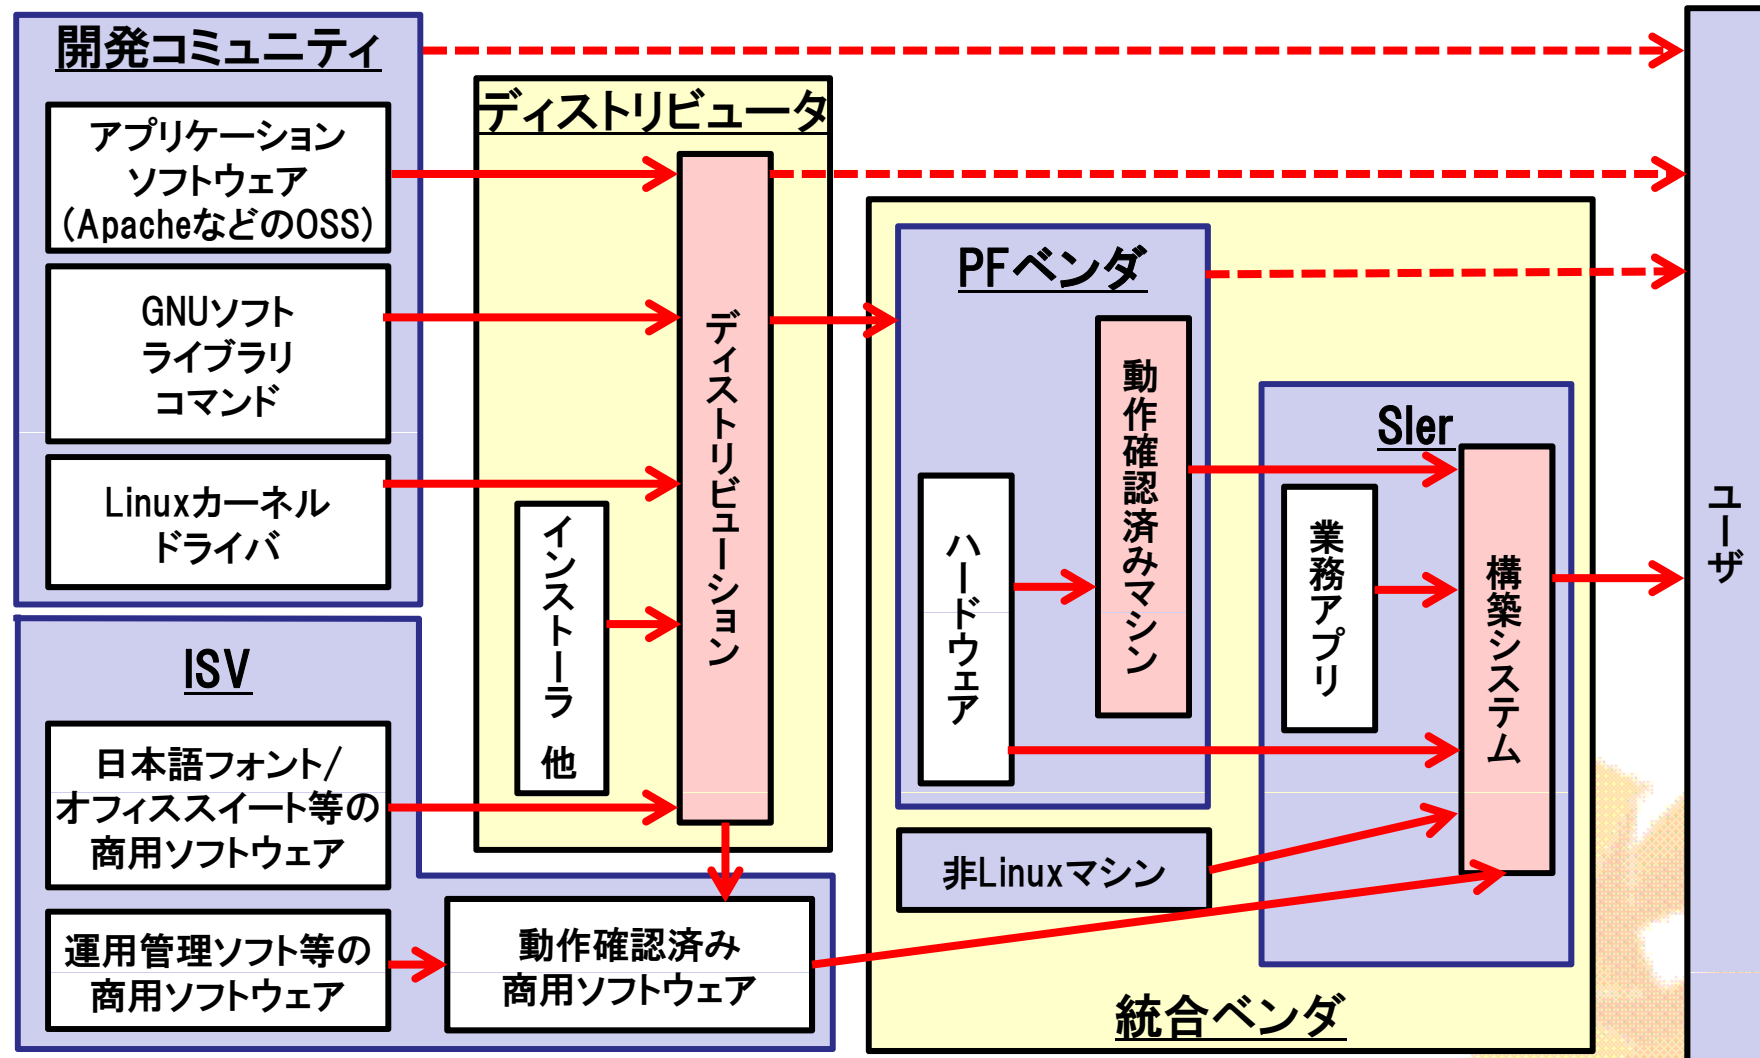 開発コミュニティ
アプリケーション
ソフトウェア
(ApacheなどのOSS)
GNUソフト
ライブラリ
コマンド
Linuxカーネル
ドライバ
ISV
日本語フォント/
オフィススイート等の
商用ソフトウェア
運用管理ソフト等の
商用ソフトウェア
動作確認済み
商用ソフトウェア
ディストリビュータ
インストーラ 他
ディストリビューション
PFベンダ
ハードウェア
動作確認済みマシン
非Linuxマシン
SIer
業務アプリ
構築システム
統合ベンダ
ユーザ